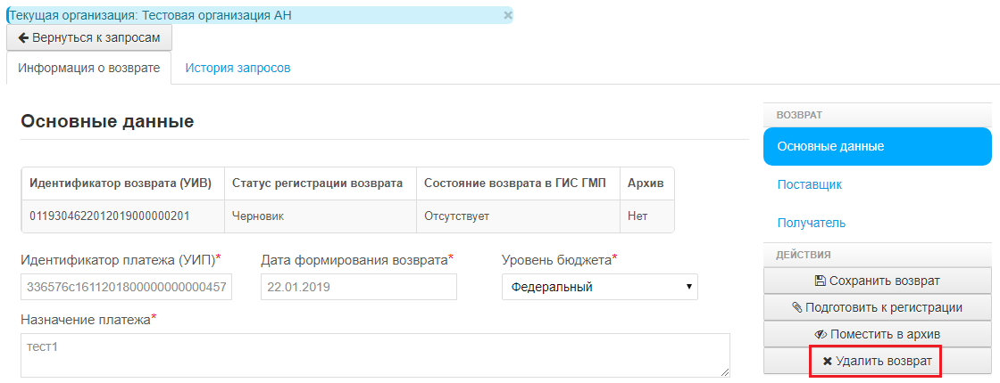 Текущая организация: Тестовая организация АН
Вернуться к запросам
Информация о возврате История запросов
Основные данные
Идентификатор возврата (УИВ) Статус регистрации возврата Состояние возврата в ГИС ГМП Архив
0119304622012019000000201 Черновик Отсутствует Нет
Идентификатор платежа (УИП)* Дата формирования возврата* Уровень бюджета*
336576c1611201800000000000457 22.01.2019 Федеральный
Назначение платежа*
тест1
ВОЗВРАТ
Основные данные
Поставщик
Получатель
ДЕЙСТВИЯ
Сохранить возврат
Подготовить к регистрации
Поместить в архив
Удалить возврат